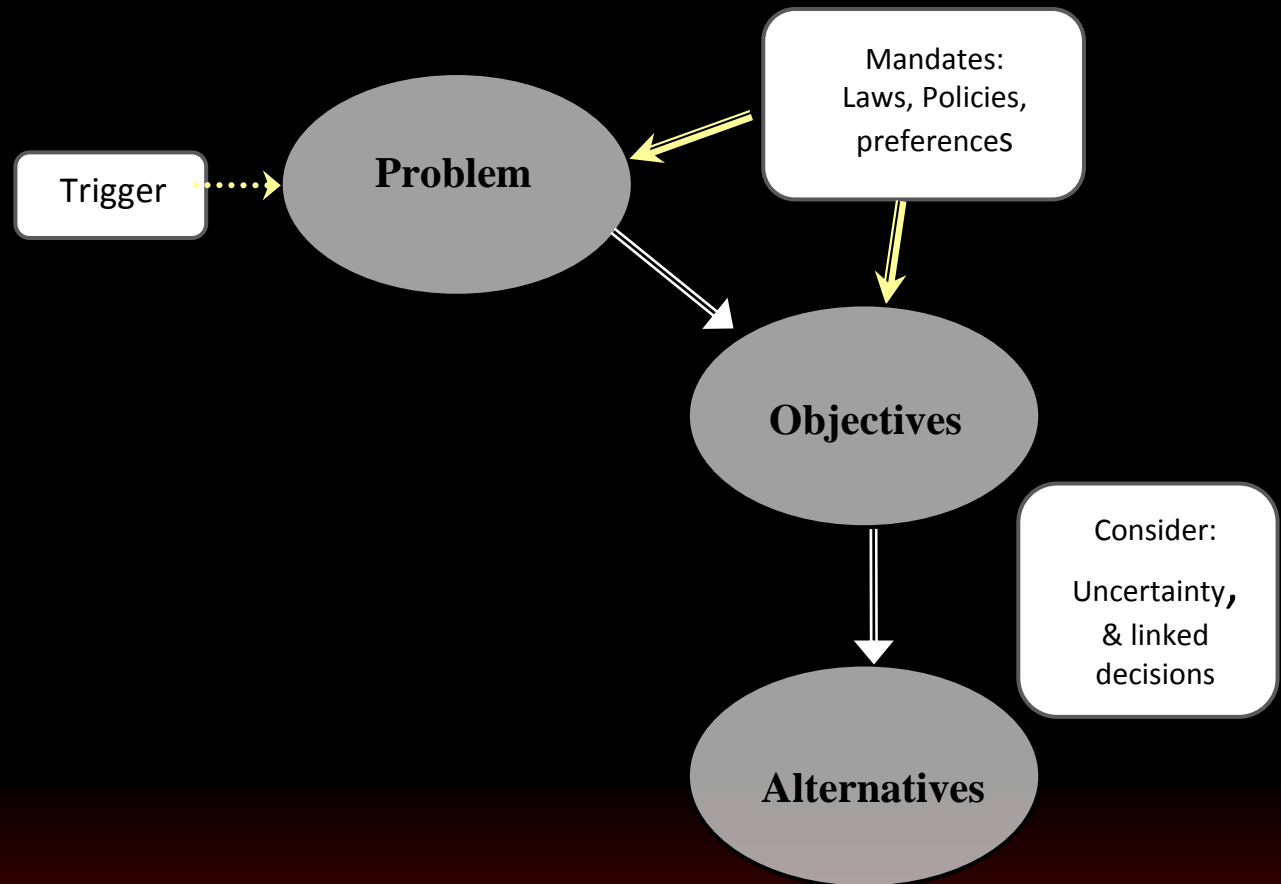 Mandates:
Laws, Policies,
preferences
Problem
Trigger
Objectives
Consider:
Uncertainty,
& linked
decisions
Alternatives